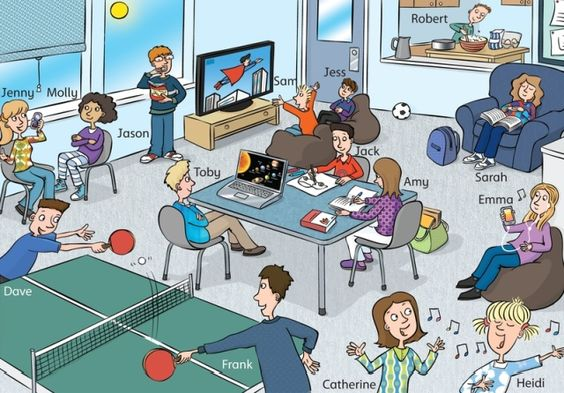 Robert
Jenny
Molly
Sam
Jess
Jason
Jack
Toby
Amy
Sarah
Emma
Dave
Frank
Catherine
Heidi